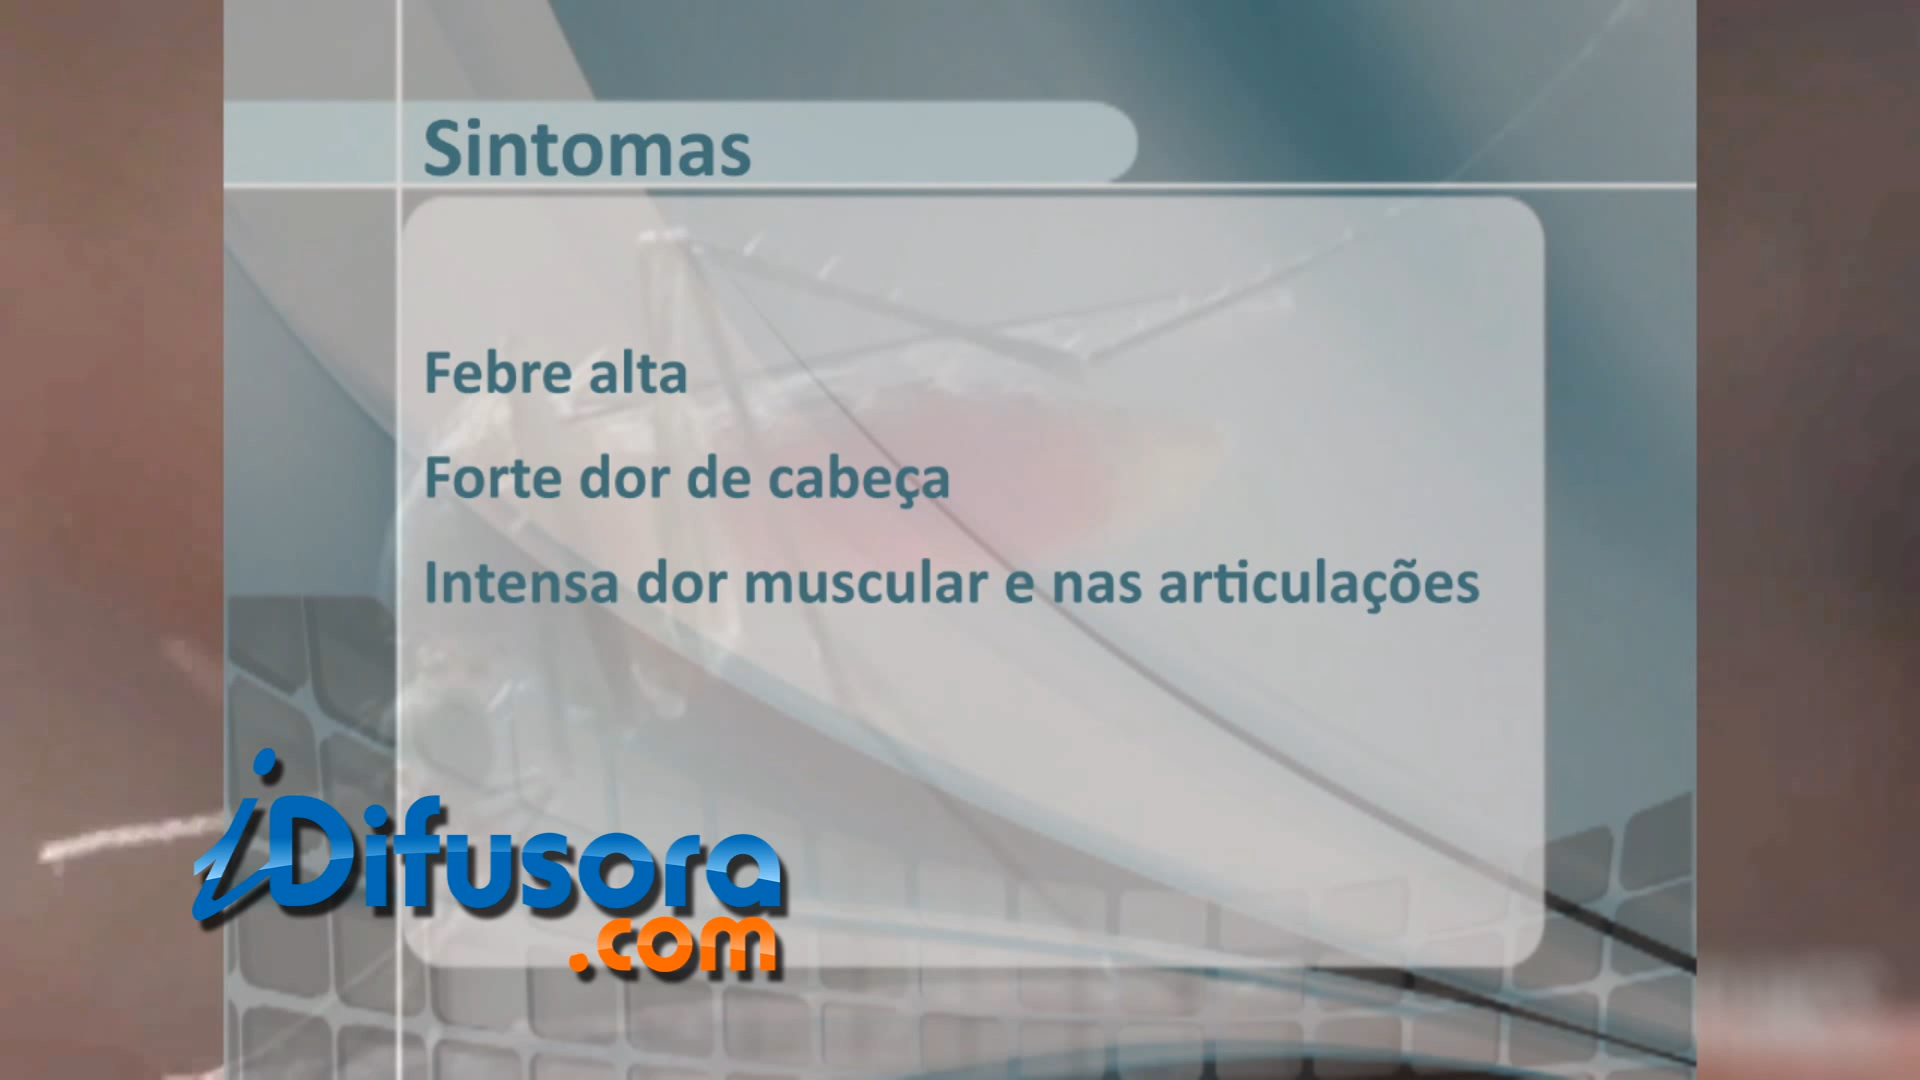 Sintomas
Febre alta
Forte dor de cabeça
Intensa dor muscular e nas articulações
iDifusora
.com